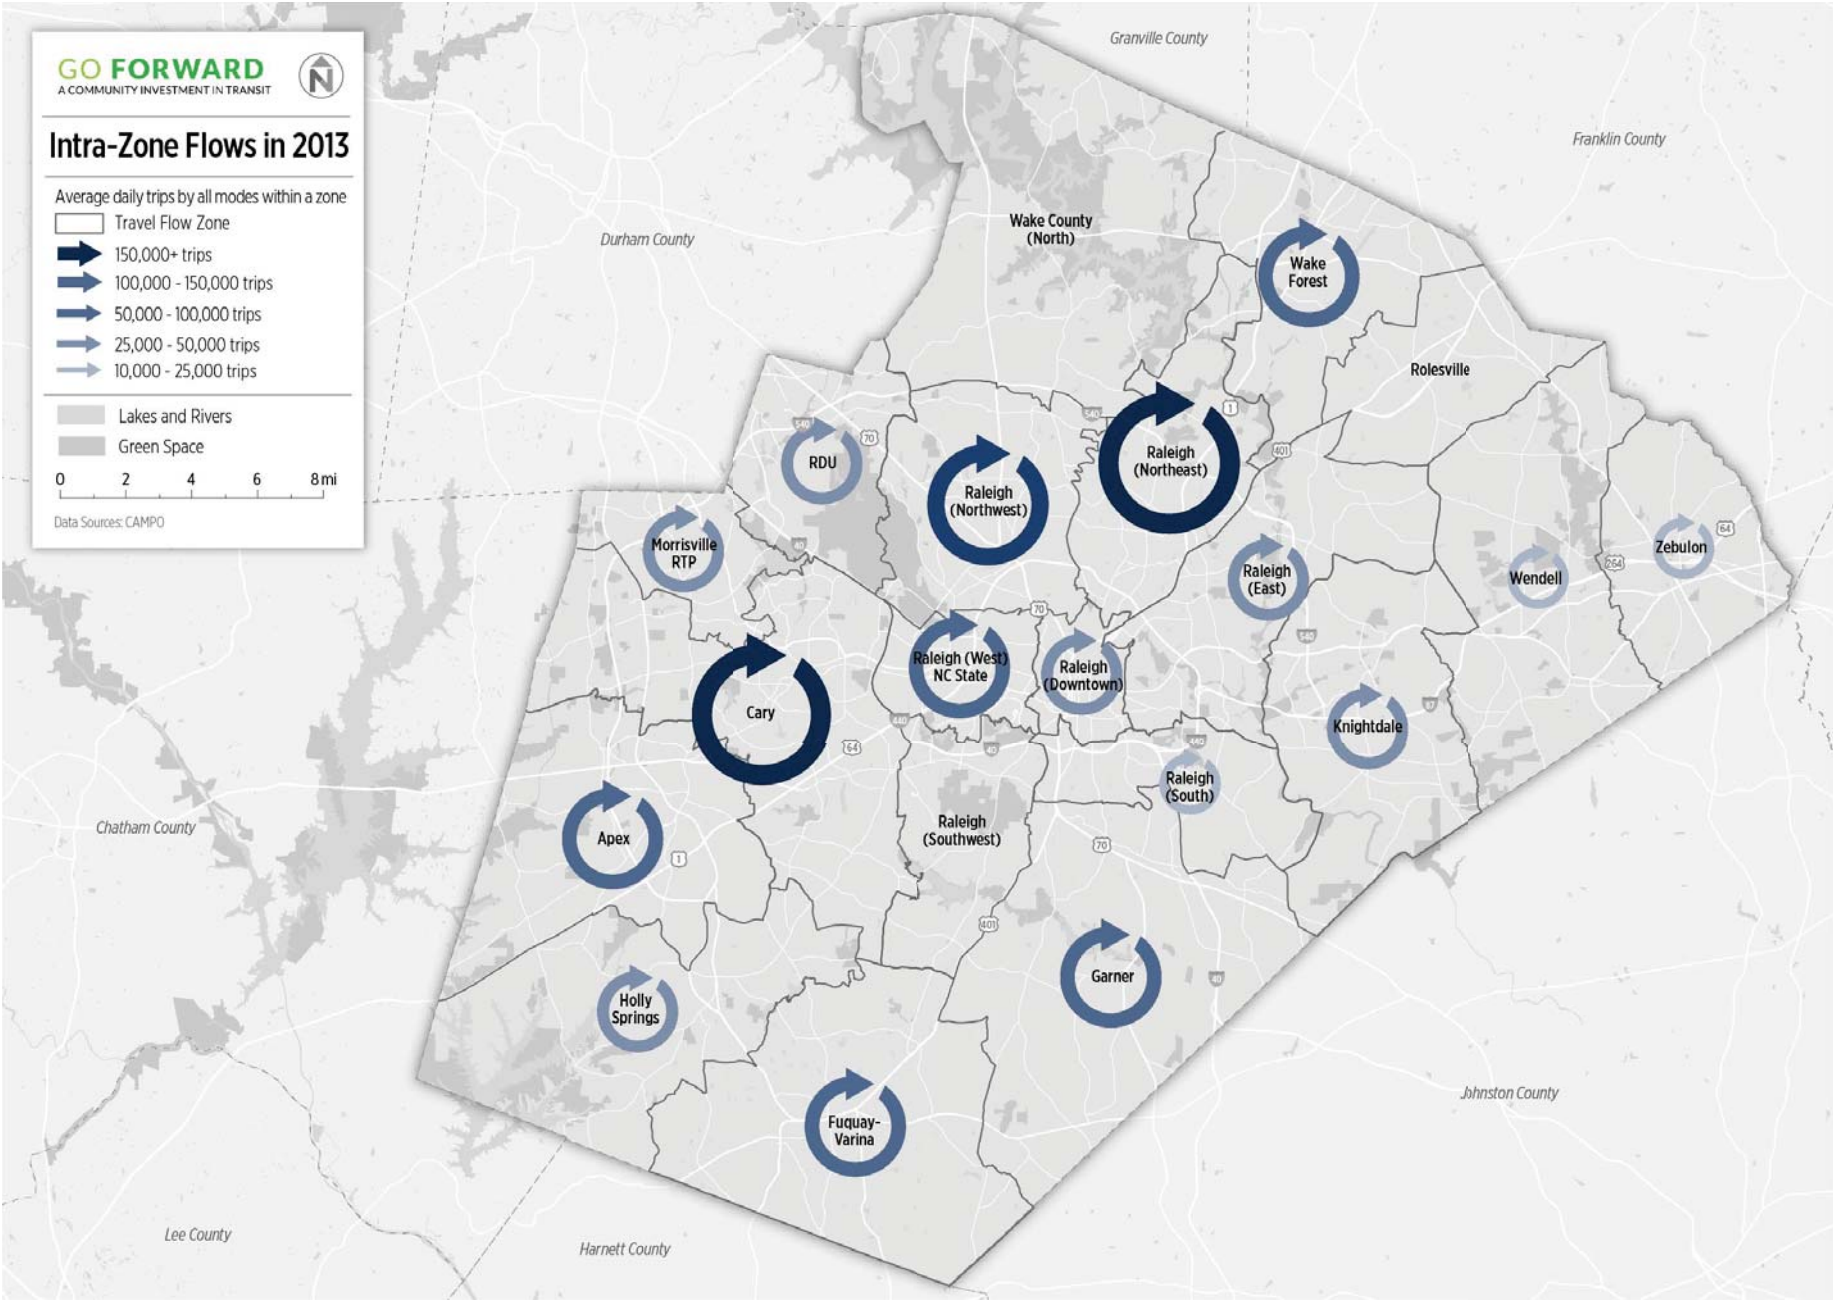 GO FORWARD
A COMMUNITY INVESTMENT IN TRANSIT
N
Intra-Zone Flows in 2013
Average daily trips by all modes within a zone
Travel Flow Zone
150,000+ trips
100,000 - 150,000 trips
50,000 - 100,000 trips
25,000 - 50,000 trips
10,000 - 25,000 trips
Lakes and Rivers
Green Space
0 2 4 6 8 mi
Data Sources: CAMPO
Granville County
Franklin County
Durham County
Wake County
(North)
Wake
Forest
Rolesville
540
1
540
70
401
RDU
Raleigh
(Northeast)
Raleigh
(Northwest)
64
Morrisville
RTP
40
Zebulon
264
Raleigh
(East)
Wendell
70
540
Raleigh (West)
NC State
Raleigh
(Downtown)
Cary
440
Knightdale
64
40
440
Raleigh
(South)
Chatham County
Apex
Raleigh
(Southwest)
70
1
401
Garner
40
Holly
Springs
Johnston County
Fuquay-
Varina
Lee County
Harnett County